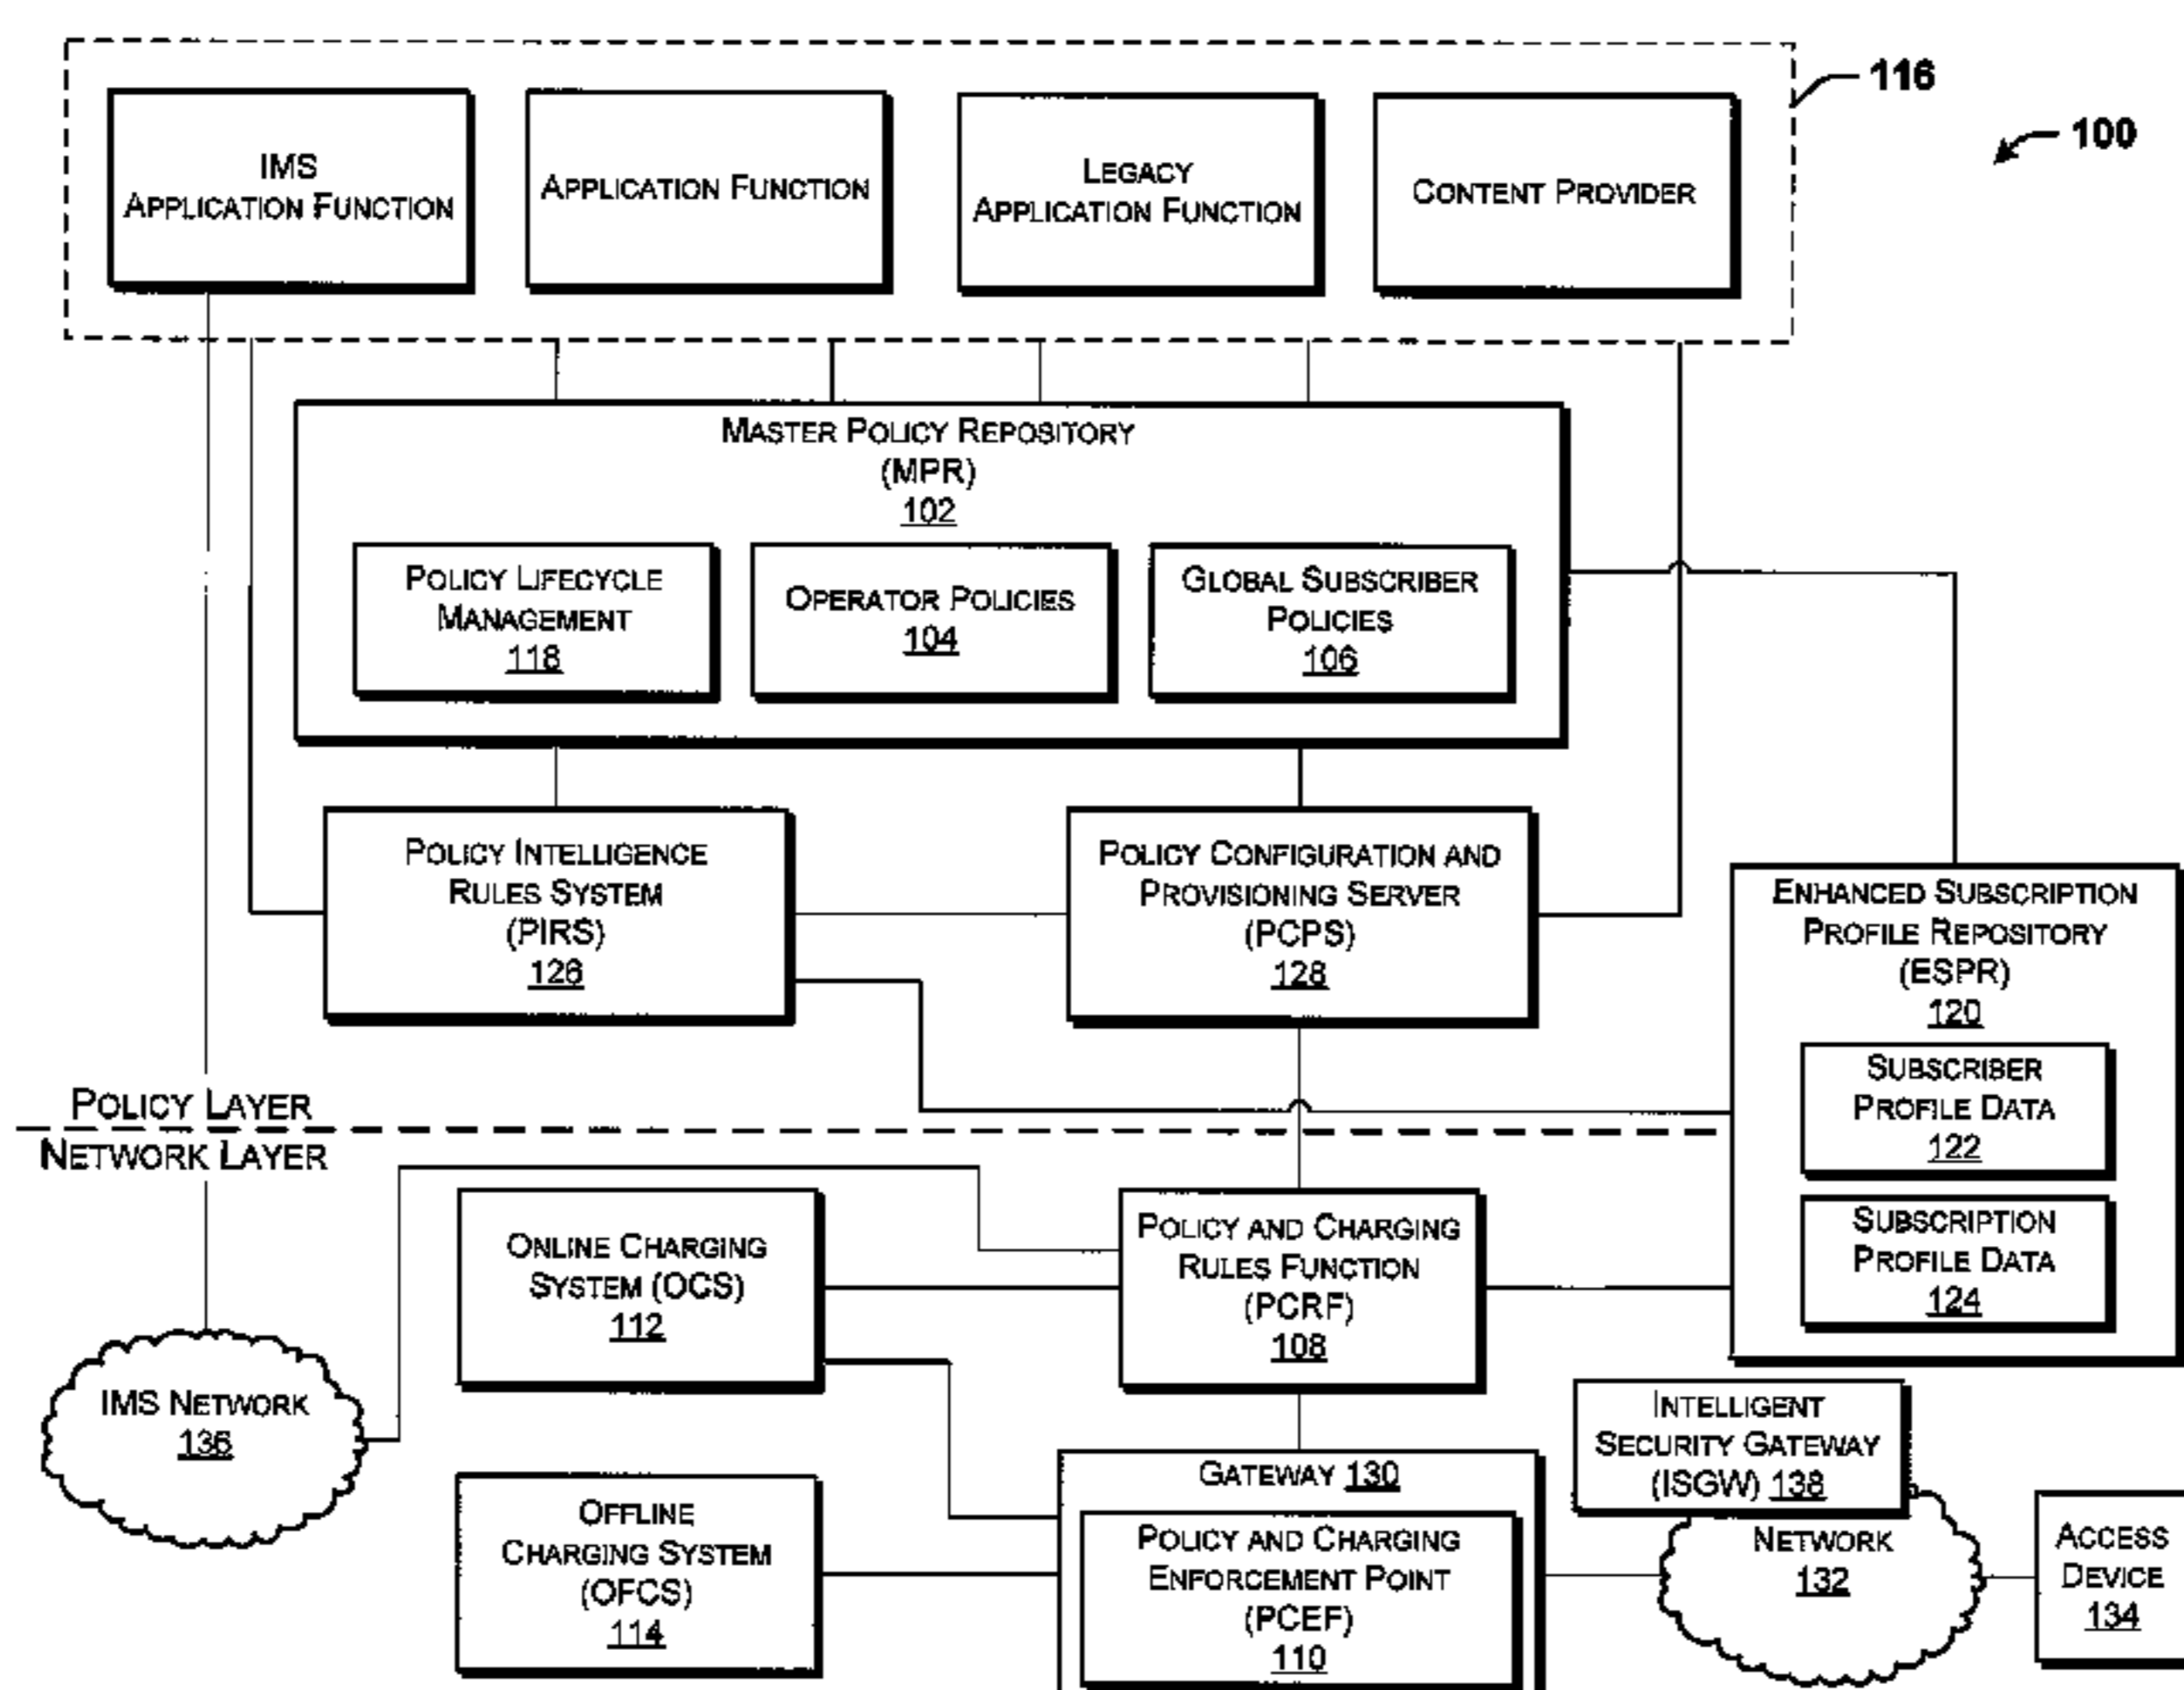 116
100
IMS
APPLICATION FUNCTION
APPLICATION FUNCTION
LEGACY
APPLICATION FUNCTION
CONTENT PROVIDER
MASTER POLICY REPOSITORY
(MPR)
102
POLICY LIFECYCLE
MANAGEMENT
118
OPERATOR POLICIES
104
GLOBAL SUBSCRIBER
POLICIES
106
POLICY INTELLIGENCE
RULES SYSTEM
(PIRS)
126
POLICY CONFIGURATION AND
PROVISIONING SERVER
(PCPS)
128
ENHANCED SUBSCRIPTION
PROFILE REPOSITORY
(ESPR)
120
SUBSCRIBER
PROFILE DATA
122
SUBSCRIPTION
PROFILE DATA
124
POLICY LAYER
NETWORK LAYER
ONLINE CHARGING
SYSTEM (OCS)
112
POLICY AND CHARGING
RULES FUNCTION
(PCRF)
108
IMS NETWORK
136
OFFLINE
CHARGING SYSTEM
(OFCS)
114
GATEWAY 130
POLICY AND CHARGING
ENFORCEMENT POINT
(PCEF)
110
INTELLIGENT
SECURITY GATEWAY
(ISGW) 138
NETWORK
132
ACCESS
DEVICE
134